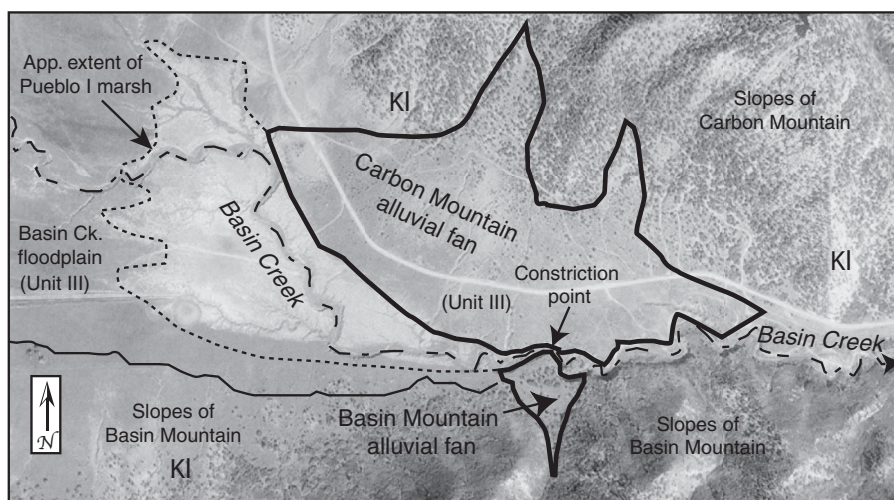 App. extent of
Pueblo I marsh
Kl
Slopes of
Carbon Mountain
Carbon Mountain
alluvial fan
Basin Creek
Basin Ck.
floodplain
(Unit III)
Constriction
point
(Unit III)
Kl
Basin Creek
N
Slopes of
Basin Mountain
Kl
Basin Mountain
alluvial fan
Slopes of
Basin Mountain